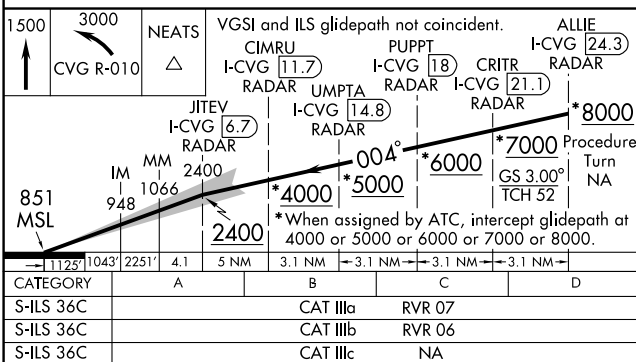 1500
3000
CVG R-010
NEATS
VGSI and ILS glidepath not coincident.
ALLIE
I-CVG 24.3
RADAR
CIMRU
I-CVG 11.7
RADAR
PUPPT
I-CVG 18
RADAR
CRITR
I-CVG 21.1
RADAR
UMPTA
I-CVG 14.8
RADAR
JITEV
I-CVG 6.7
RADAR
2400
*8000
*7000
Procedure
Turn
NA
004°
*6000
*5000
*4000
GS 3.00°
TCH 52
IM
948
MM
1066
851
MSL
2400
*When assigned by ATC, intercept glidepath at
4000 or 5000 or 6000 or 7000 or 8000.
1125' 1043' 2251' 4.1 5 NM 3.1 NM 3.1 NM 3.1 NM 3.1 NM
CATEGORY A B C D
S-ILS 36C CAT IIIa RVR 07
S-ILS 36C CAT IIIb RVR 06
S-ILS 36C CAT IIIc NA